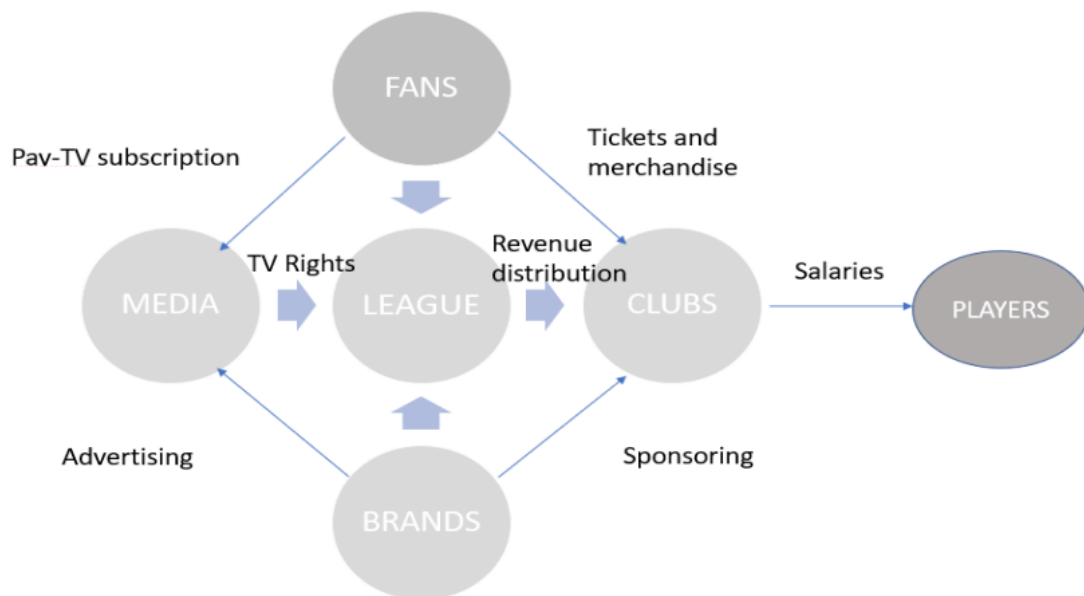 FANS
Pav-TV subscription
Tickets and
merchandise
TV Rights
Revenue
distribution
Salaries
MEDIA
LEAGUE
CLUBS
PLAYERS
Advertising
Sponsoring
BRANDS